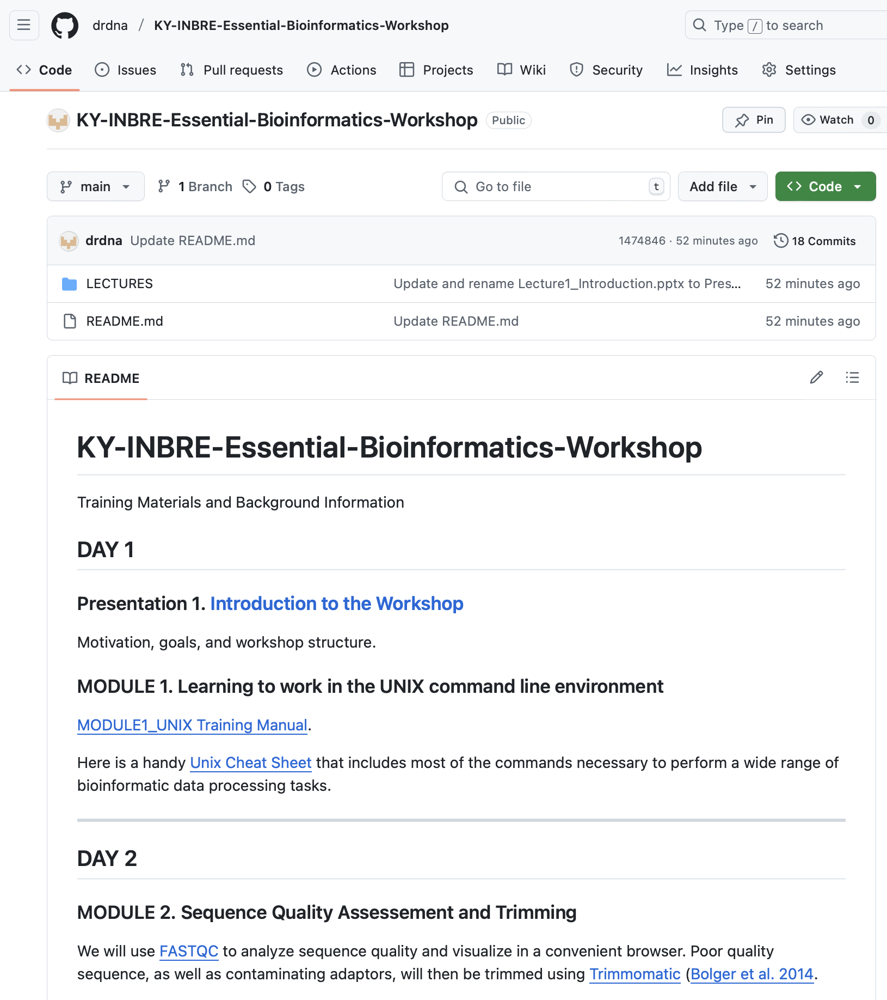 drdna / KY-INBRE-Essential-Bioinformatics-Workshop
Type / to search
Code Issues Pull requests Actions Projects Wiki Security Insights Settings
KY-INBRE-Essential-Bioinformatics-Workshop Public
Pin Watch 0
main 1 Branch 0 Tags Go to file t Add file Code
drdna Update README.md 1474846 · 52 minutes ago 18 Commits
LECTURES Update and rename Lecture1_Introduction.pptx to Pres... 52 minutes ago
README.md Update README.md 52 minutes ago
README
KY-INBRE-Essential-Bioinformatics-Workshop
Training Materials and Background Information
DAY 1
Presentation 1. Introduction to the Workshop
Motivation, goals, and workshop structure.
MODULE 1. Learning to work in the UNIX command line environment
MODULE1_UNIX Training Manual.
Here is a handy Unix Cheat Sheet that includes most of the commands necessary to perform a wide range of
bioinformatic data processing tasks.
DAY 2
MODULE 2. Sequence Quality Assessement and Trimming
We will use FASTQC to analyze sequence quality and visualize in a convenient browser. Poor quality
sequence, as well as contaminating adaptors, will then be trimmed using Trimmomatic (Bolger et al. 2014.